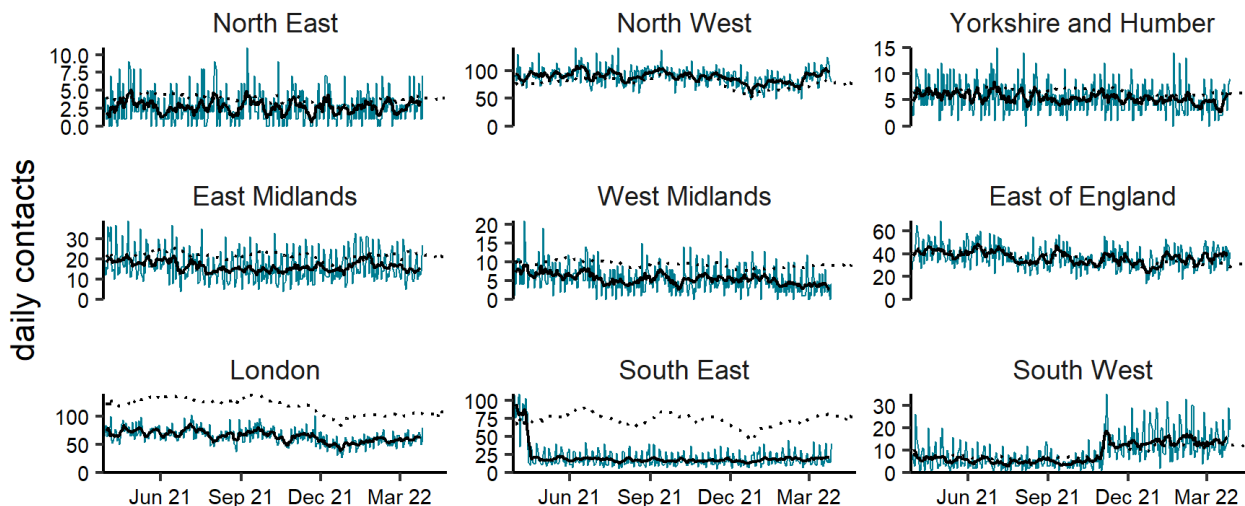 North East
North West
Yorkshire and Humber
10.0
7.5
5.0
2.5
0.0
100
50
0
15
10
5
0
East Midlands
West Midlands
East of England
30
20
10
0
20
15
10
5
0
60
40
20
0
daily contacts
London
South East
South West
100
50
0
100
75
50
25
0
30
20
10
0
Jun 21 Sep 21 Dec 21 Mar 22
Jun 21 Sep 21 Dec 21 Mar 22
Jun 21 Sep 21 Dec 21 Mar 22